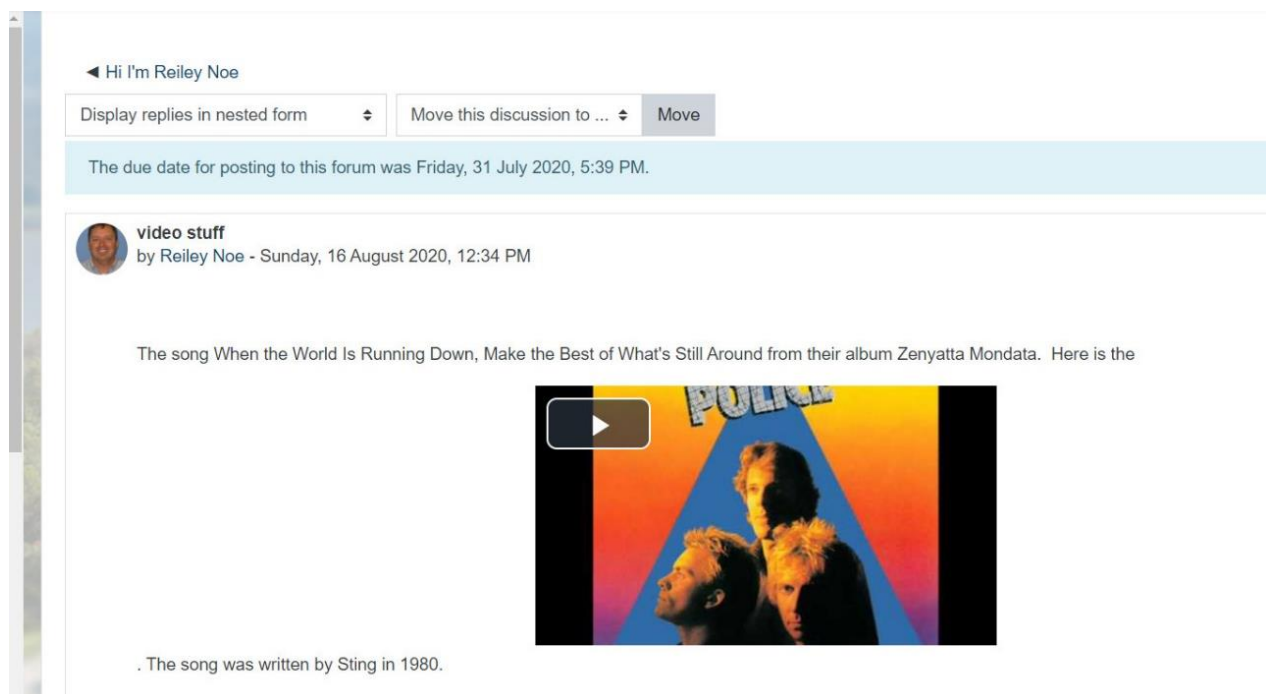 ◄ Hi I'm Reiley Noe
Display replies in nested form Move this discussion to ... Move
The due date for posting to this forum was Friday, 31 July 2020, 5:39 PM.
video stuff
by Reiley Noe - Sunday, 16 August 2020, 12:34 PM
The song When the World Is Running Down, Make the Best of What's Still Around from their album Zenyatta Mondata. Here is the
POLICE
. The song was written by Sting in 1980.